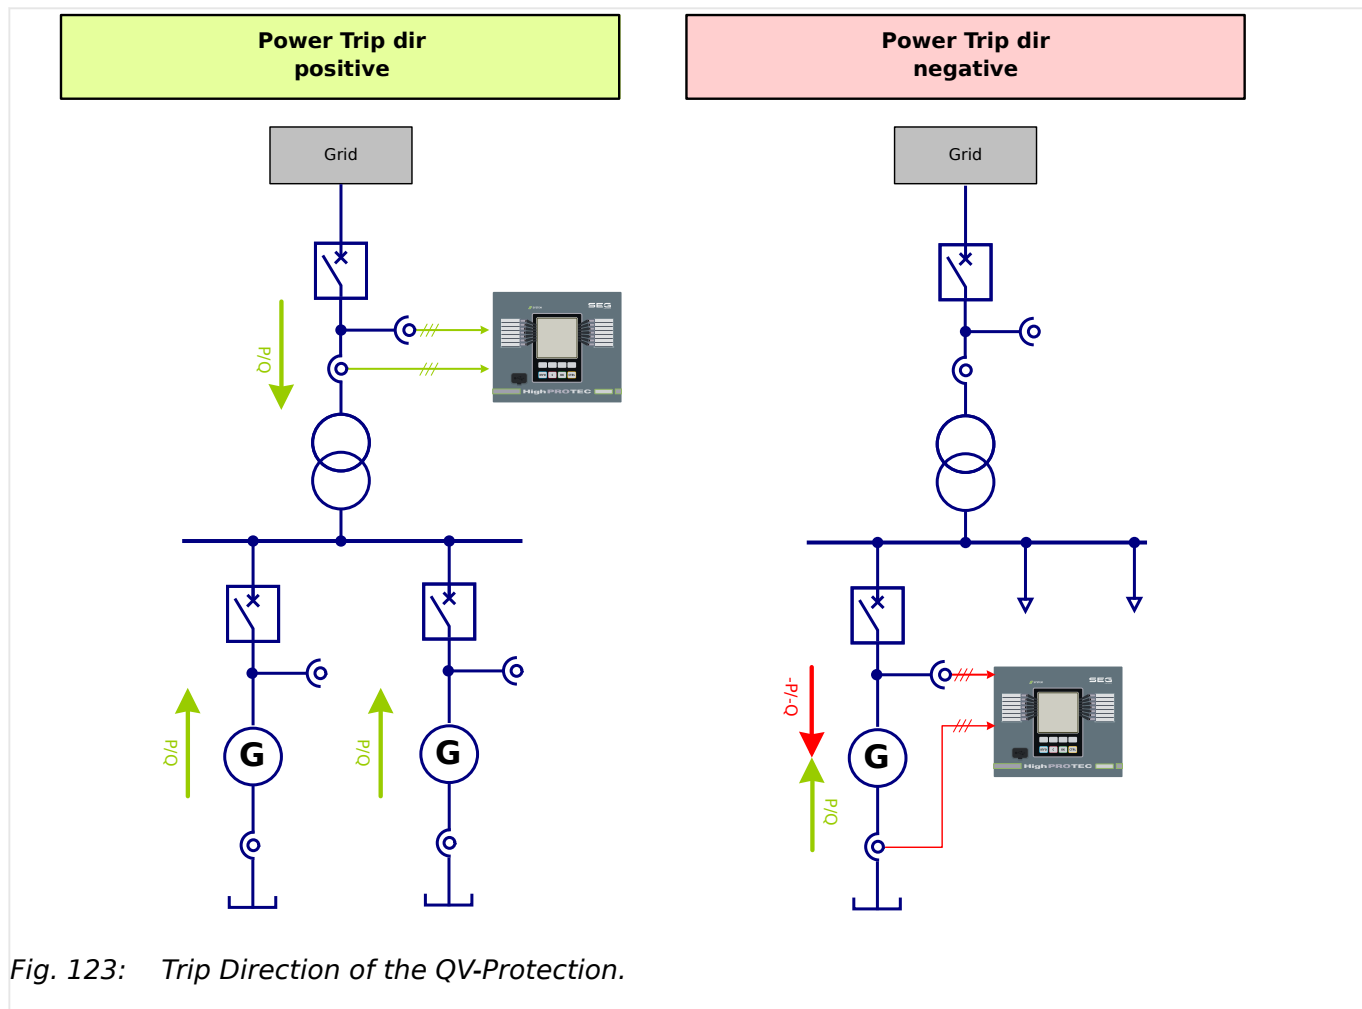 Power Trip dir
positive
Power Trip dir
negative
Grid
Grid
SEG
P/Q
HighPROTEC
SEG
-P/-Q
P/Q
P/Q
G
G
G
P/Q
HighPROTEC
Fig. 123: Trip Direction of the QV-Protection.